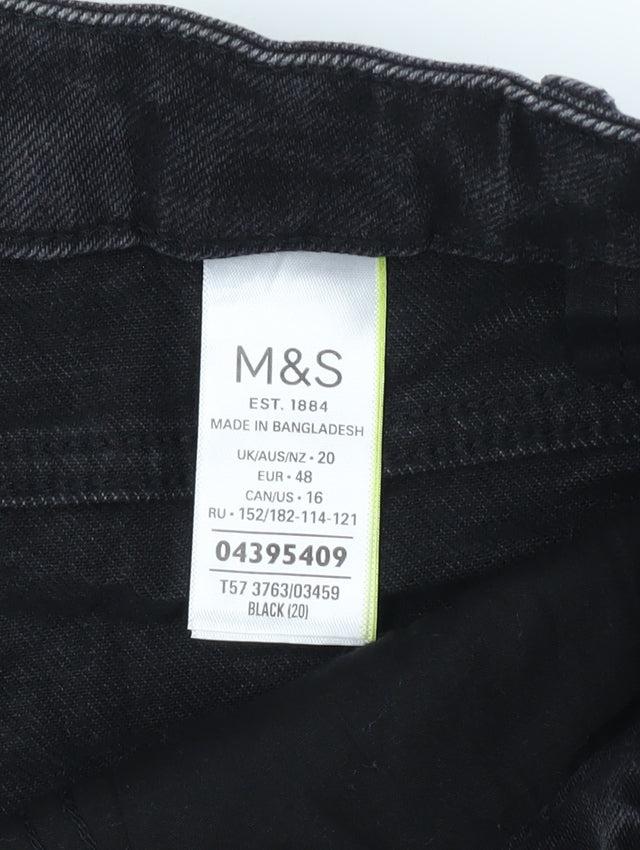 M&S
EST. 1884
MADE IN BANGLADESH
UK/AUS/NZ • 20
EUR • 48
CAN/US • 16
RU • 152/182-114-121
04395409
T57 3763/03459
BLACK (20)